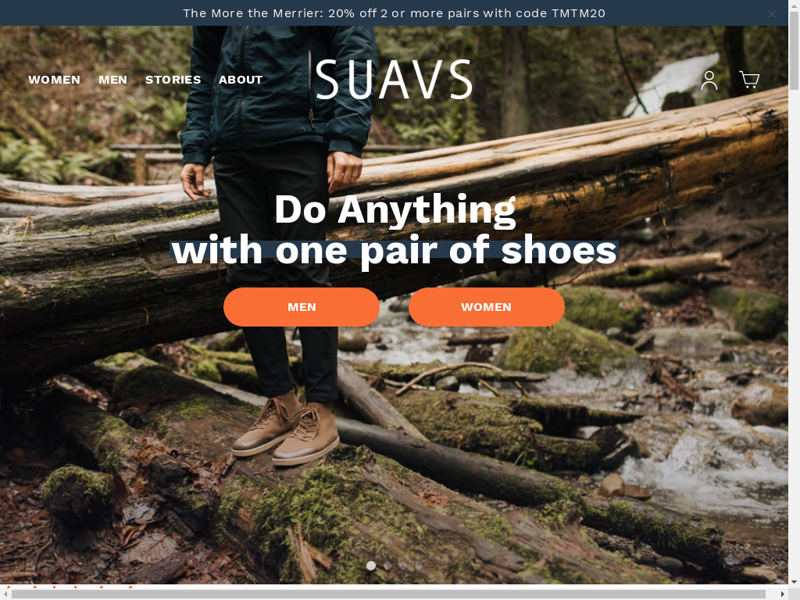 The More the Merrier: 20% off 2 or more pairs with code TMTM20
WOMEN MEN STORIES ABOUT
SUAVS
Do Anything
with one pair of shoes
MEN WOMEN